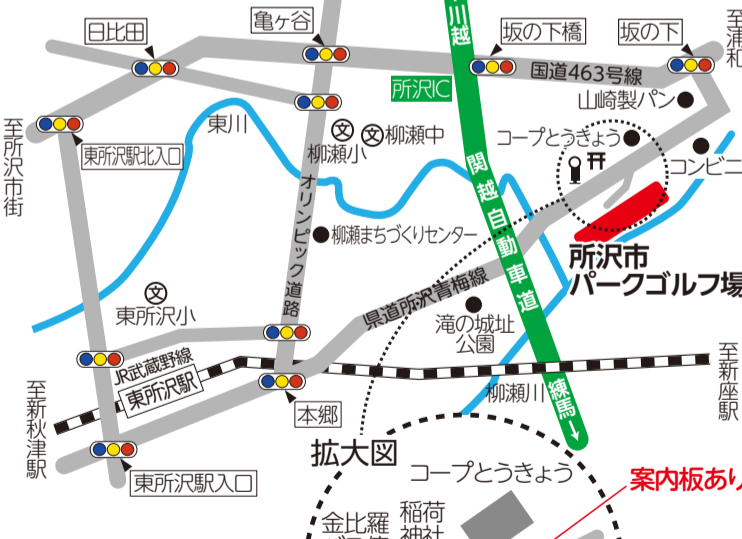 川越
至浦和
亀ヶ谷
日比田
坂の下橋
坂の下
国道463号線
所沢IC
山崎製パン
東川
柳瀬小
柳瀬中
コープとうきょう
コンビニ
至所沢市街
東所沢駅北入口
関越自動車道
オリンピック道路
柳瀬まちづくりセンター
所沢市
パークゴルフ場
県道所沢青梅線
東所沢小
滝の城址
公園
JR武蔵野線
東所沢駅
至新座駅
至新秋津駅
柳瀬川
練馬→
本郷
東所沢駅入口
拡大図
コープとうきょう
案内板あり
金比羅
稲荷
神社